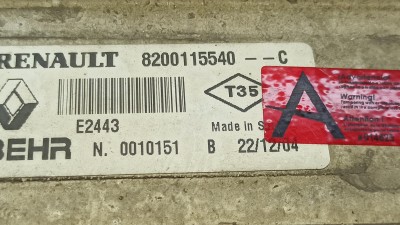 RENAULT 8200115540 --C
T35
E2443 Made in S
BEHR N. 0010151 B 22/12/04
A
Warning!